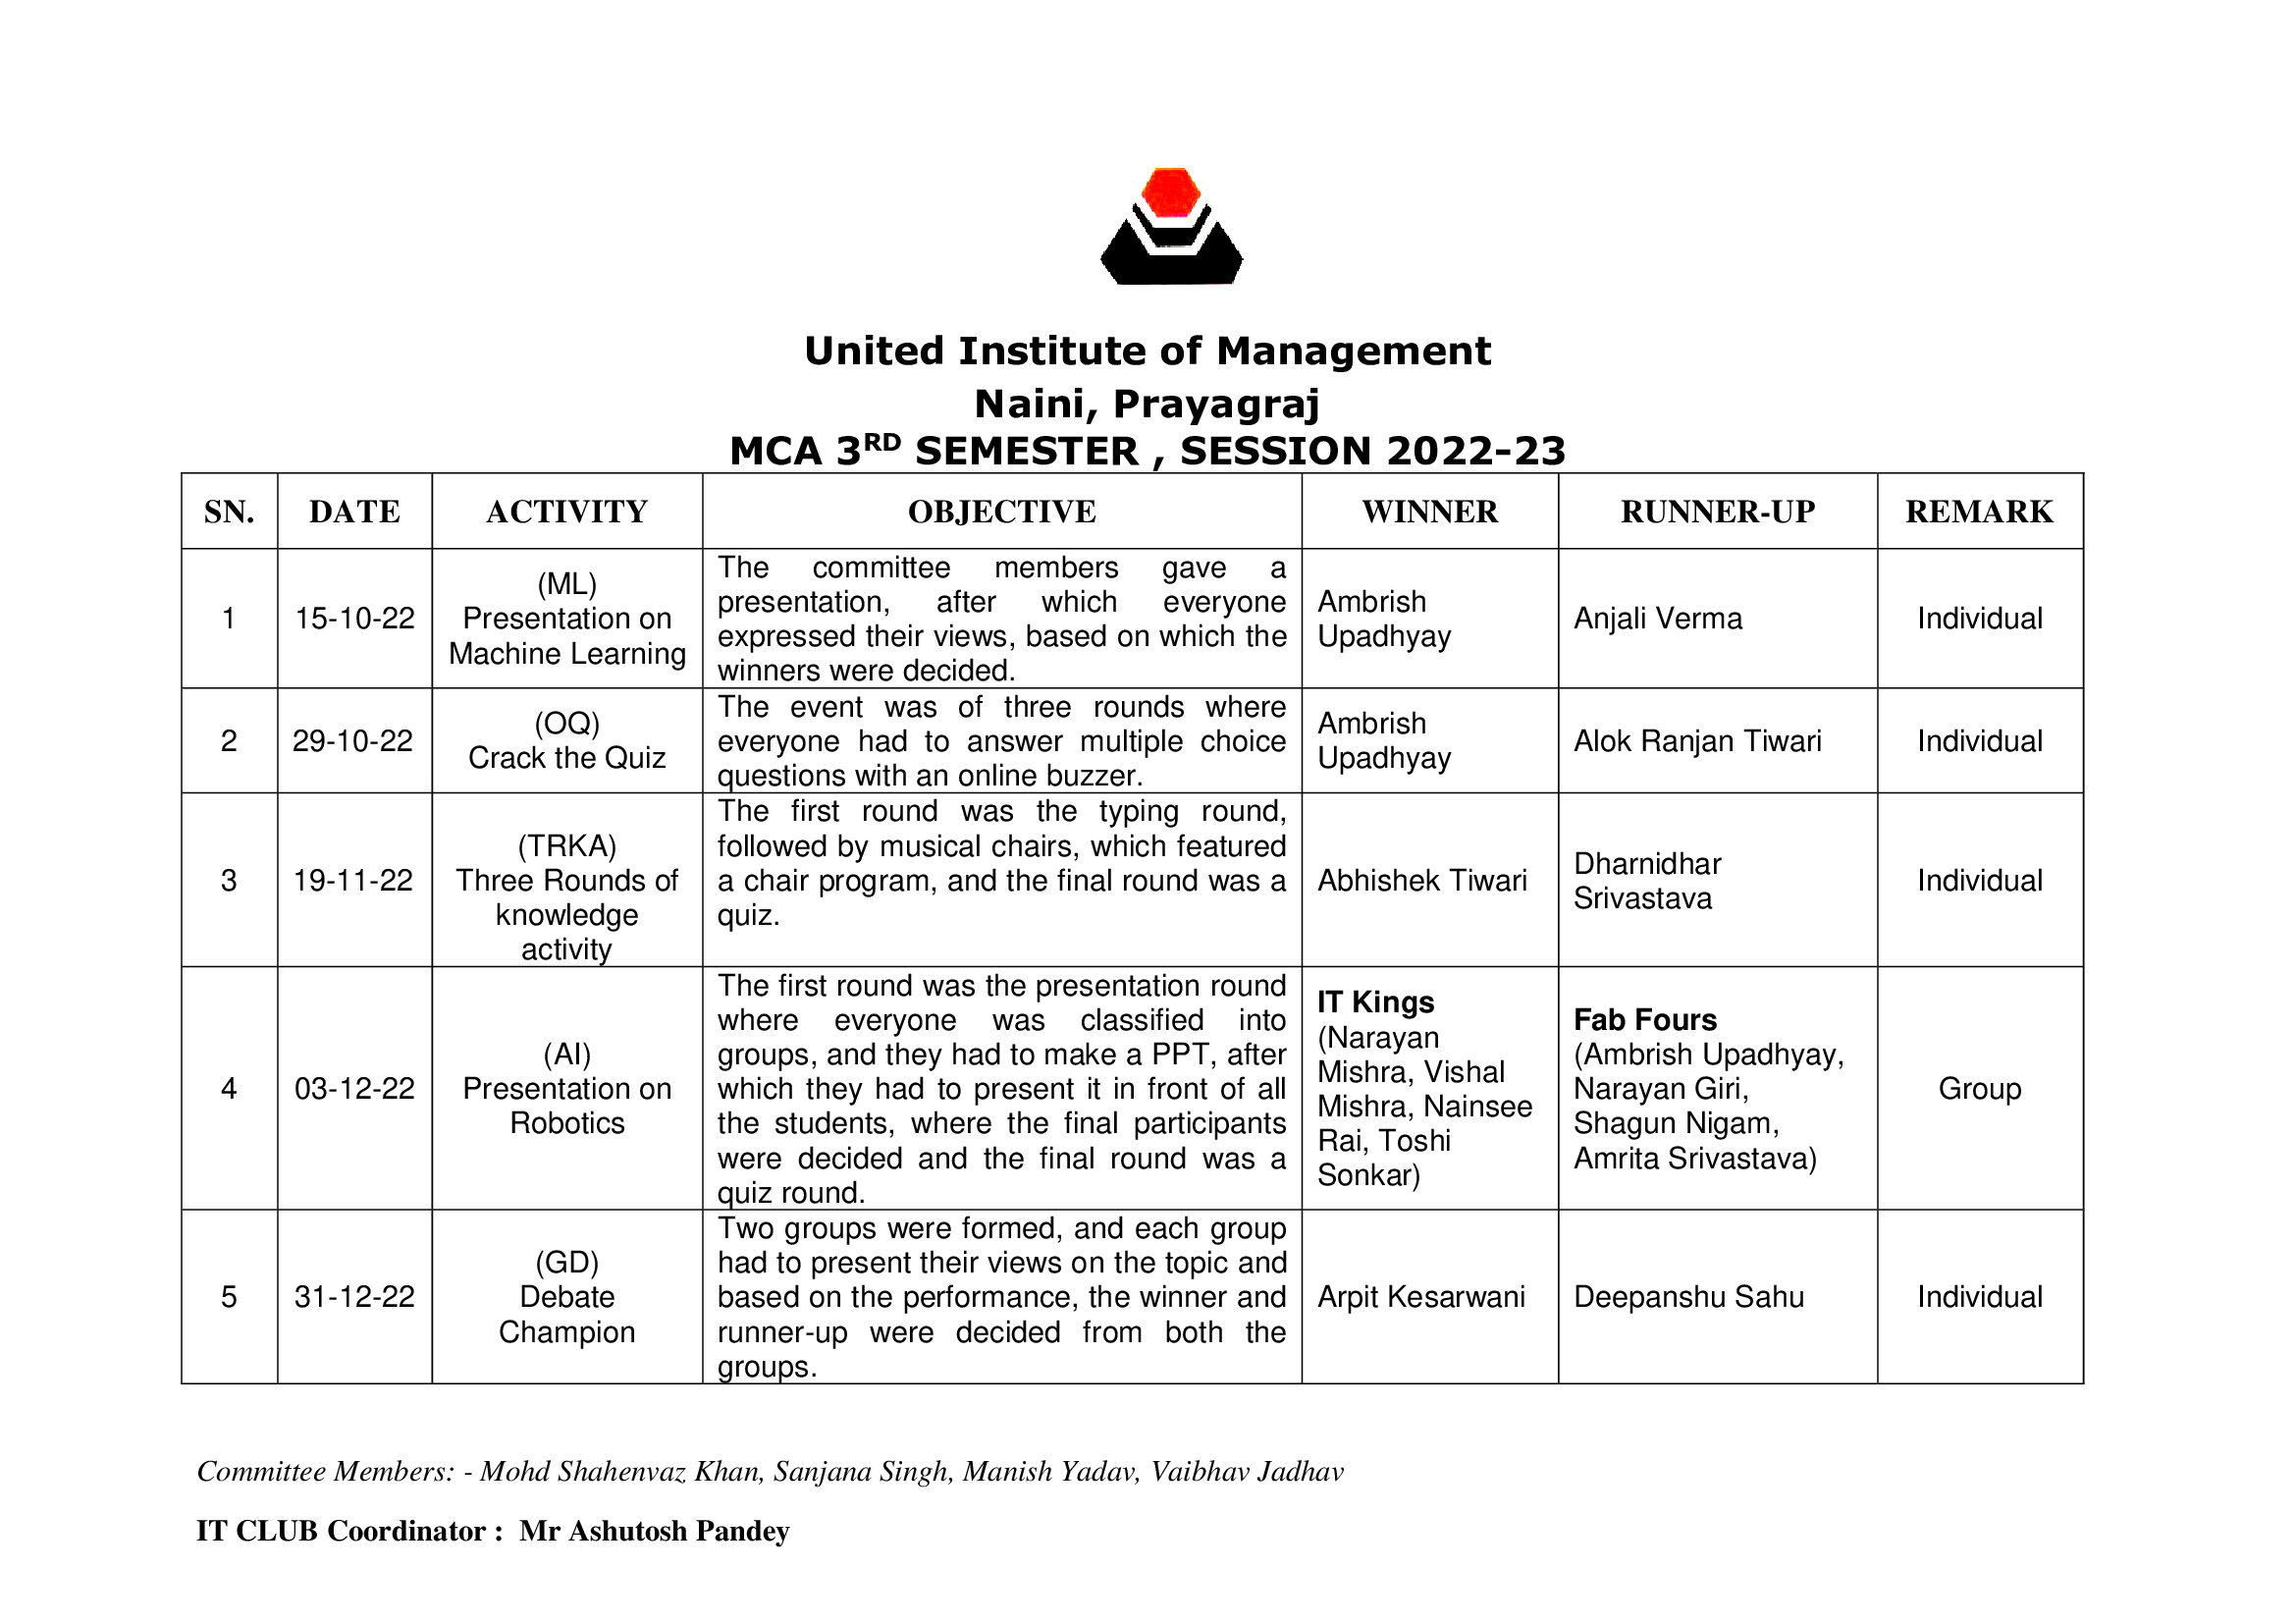 United Institute of Management
Naini, Prayagraj
MCA 3RD SEMESTER , SESSION 2022-23
SN. DATE ACTIVITY OBJECTIVE WINNER RUNNER-UP REMARK
1
15-10-22
(ML)
Presentation on
Machine Learning
The committee members gave a
presentation, after which everyone
expressed their views, based on which the
winners were decided.
Ambrish
Upadhyay
Anjali Verma
Individual
2
29-10-22
(OQ)
Crack the Quiz
The event was of three rounds where
everyone had to answer multiple choice
questions with an online buzzer.
Ambrish
Upadhyay
Alok Ranjan Tiwari
Individual
3
19-11-22
(TRKA)
Three Rounds of
knowledge
activity
The first round was the typing round,
followed by musical chairs, which featured
a chair program, and the final round was a
quiz.
Abhishek Tiwari
Dharnidhar
Srivastava
Individual
4
03-12-22
(AI)
Presentation on
Robotics
The first round was the presentation round
where everyone was classified into
groups, and they had to make a PPT, after
which they had to present it in front of all
the students, where the final participants
were decided and the final round was a
quiz round.
IT Kings
(Narayan
Mishra, Vishal
Mishra, Nainsee
Rai, Toshi
Sonkar)
Fab Fours
(Ambrish Upadhyay,
Narayan Giri,
Shagun Nigam,
Amrita Srivastava)
Group
5
31-12-22
(GD)
Debate
Champion
Two groups were formed, and each group
had to present their views on the topic and
based on the performance, the winner and
runner-up were decided from both the
groups.
Arpit Kesarwani
Deepanshu Sahu
Individual
Committee Members: - Mohd Shahenvaz Khan, Sanjana Singh, Manish Yadav, Vaibhav Jadhav
IT CLUB Coordinator : Mr Ashutosh Pandey